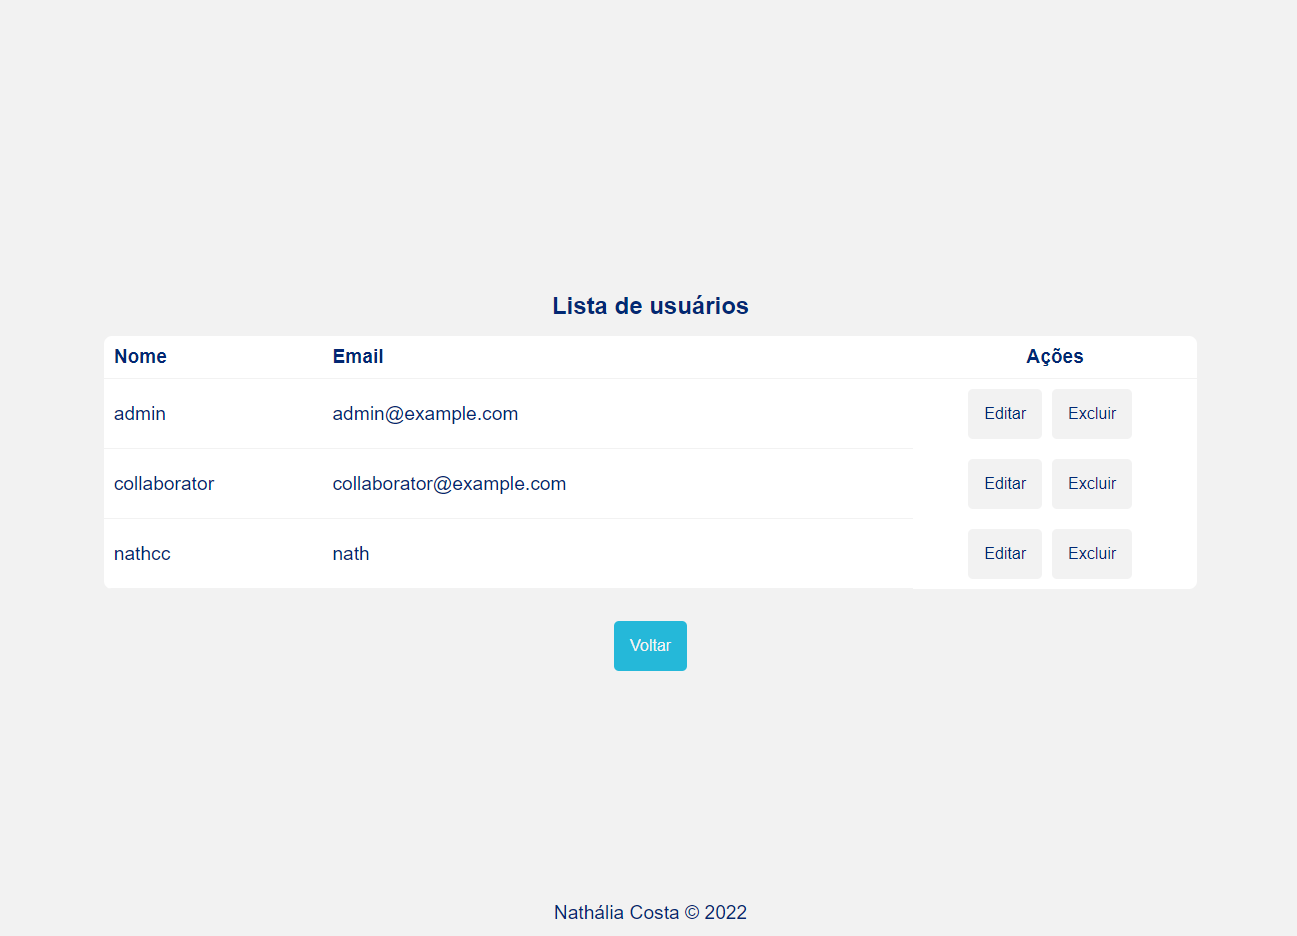 Lista de usuários
Nome Email Ações
admin admin@example.com Editar Excluir
collaborator collaborator@example.com Editar Excluir
nathcc nath Editar Excluir
Voltar
Nathália Costa © 2022